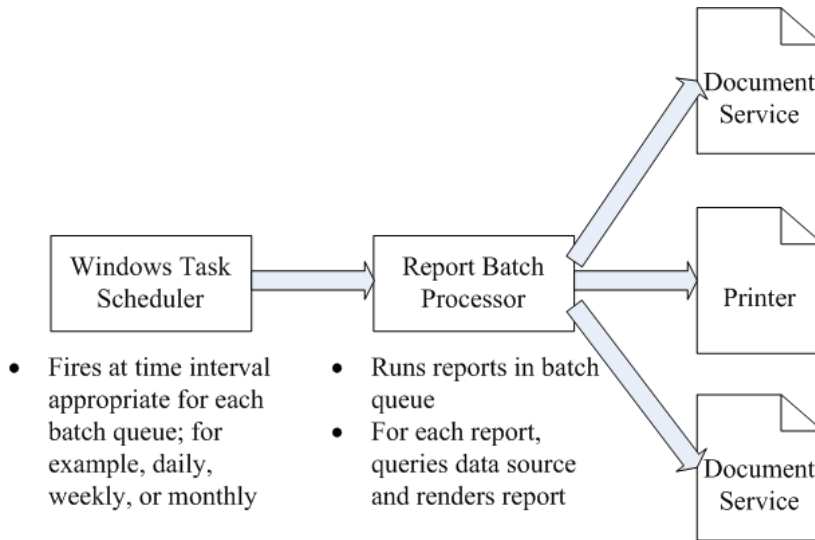 Document
Service
Windows Task
Scheduler
Report Batch
Processor
Printer
• Fires at time interval
appropriate for each
batch queue; for
example, daily,
weekly, or monthly
• Runs reports in batch
queue
• For each report,
queries data source
and renders report
Document
Service